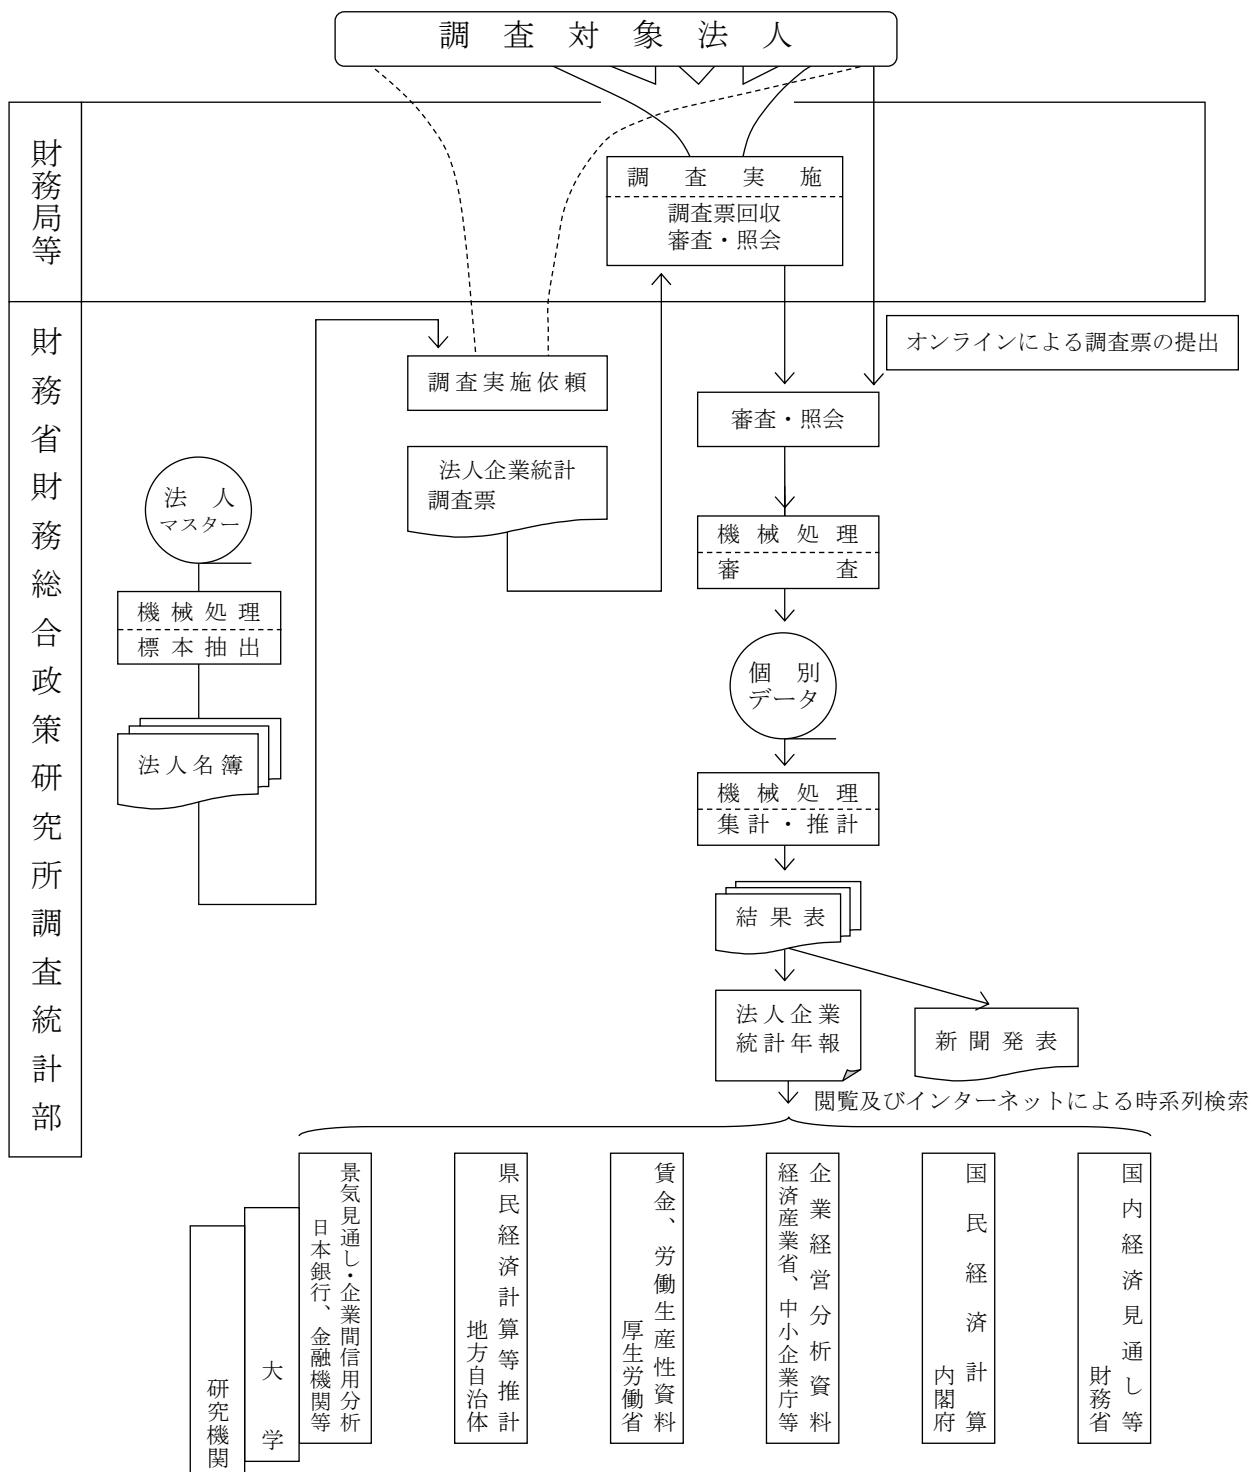 調査対象法人
財務局等
調査実施
調査票回収
審査・照会
財務省財務総合政策研究所調査統計部
オンラインによる調査票の提出
調査実施依頼
審査・照会
法人企業統計
調査票
法人
マスター
機械処理
審査
機械処理
標本抽出
個別
データ
法人名簿
機械処理
集計・推計
結果表
法人企業
統計年報
新聞発表
閲覧及びインターネットによる時系列検索
国内経済見通し等
財務省
国民経済計算
内閣府
企業経営分析資料
経済産業省、中小企業庁等
賃金、労働生産性資料
厚生労働省
県民経済計算等推計
地方自治体
景気見通し・企業間信用分析
日本銀行、金融機関等
大学
研究機関